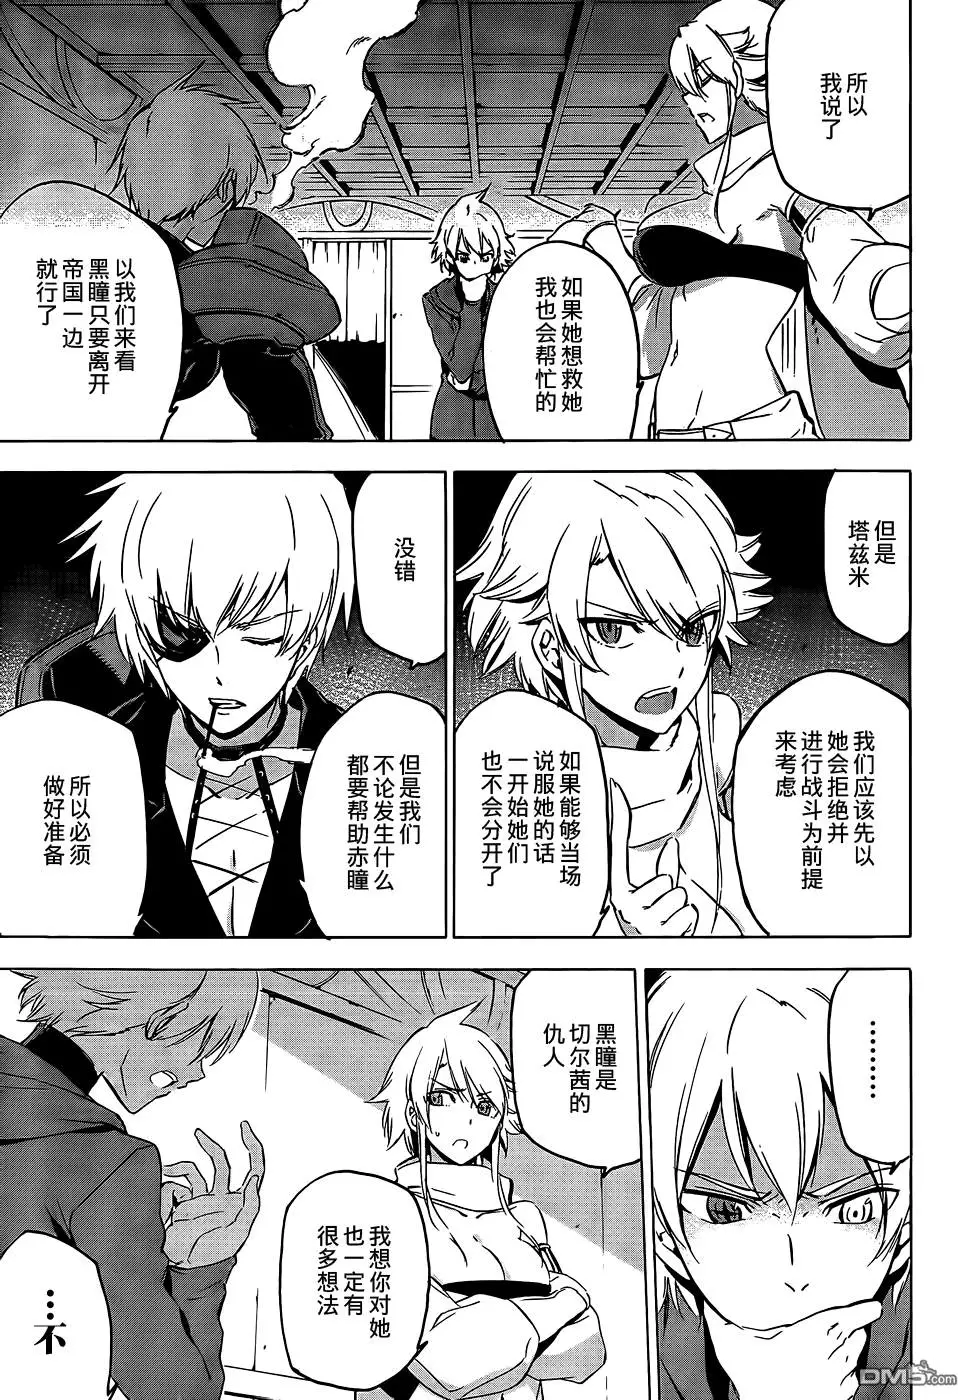 所以
我说了
如果她想救她
我也会帮忙的
以我们来看
黑瞳只要离开
帝国一边
就行了
但是
塔兹米
我们应该先以
她会拒绝并
进行战斗为前提
来考虑
如果能够当场
说服她的话
一开始她们
也不会分开了
没错
但是我们
不论发生什么
都要帮助赤瞳
所以必须
做好准备
………
黑瞳是
切尔茜的
仇人
我想你对她
也一定有
很多想法
…不
DM5.com